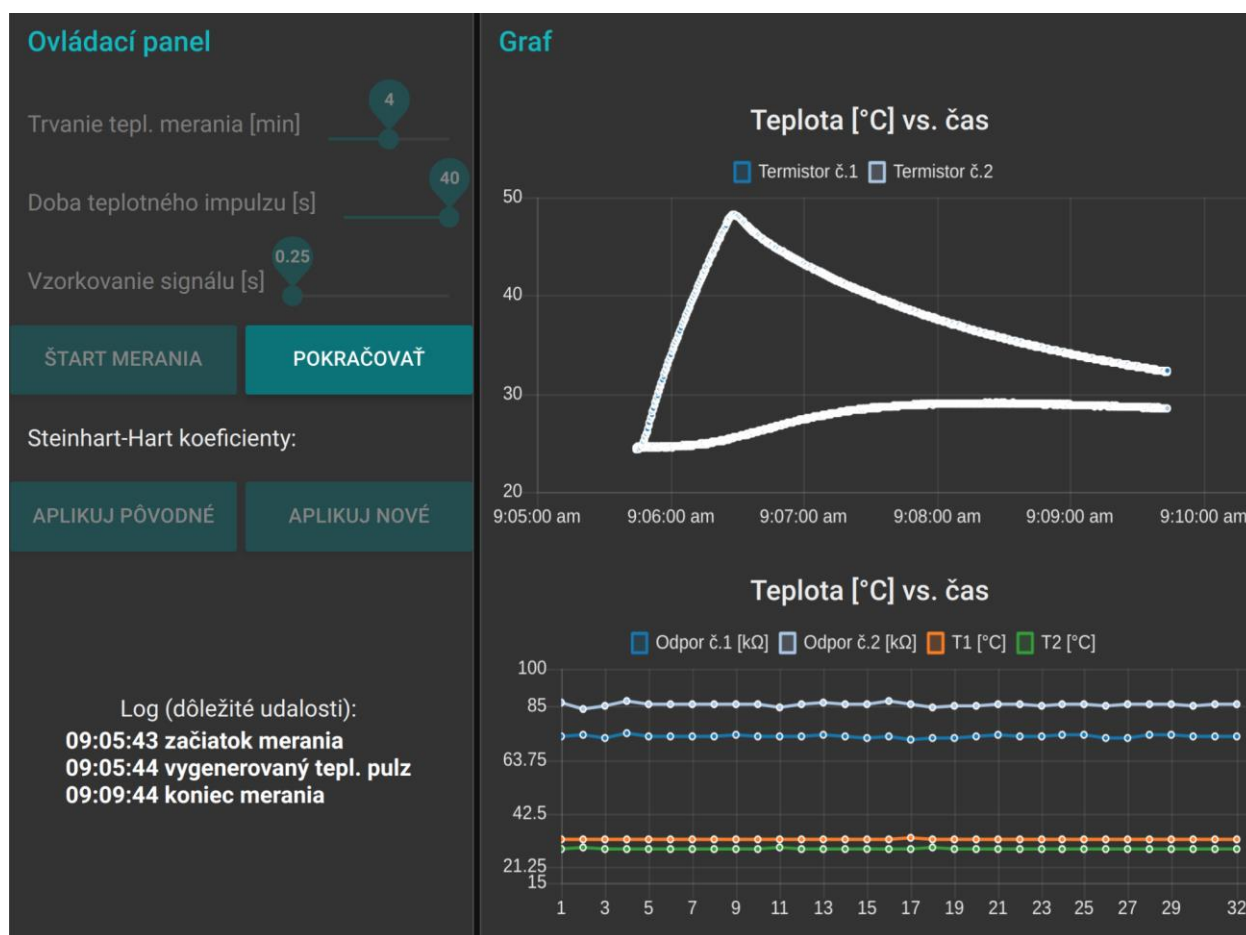 Ovládací panel
Trvanie tepl. merania [min]
4
Doba teplotného impulzu [s]
40
Vzorkovanie signálu [s]
0.25
ŠTART MERANIA
POKRAČOVAŤ
Steinhart-Hart koeficienty:
APLIKUJ PÔVODNÉ
APLIKUJ NOVÉ
Log (dôležité udalosti):
09:05:43 začiatok merania
09:05:44 vygenerovaný tepl. pulz
09:09:44 koniec merania
Graf
Teplota [°C] vs. čas
Termistor č.1 Termistor č.2
50
40
30
20
9:05:00 am 9:06:00 am 9:07:00 am 9:08:00 am 9:09:00 am 9:10:00 am
Teplota [°C] vs. čas
Odpor č.1 [kΩ] Odpor č.2 [kΩ] T1 [°C] T2 [°C]
100
85
63.75
42.5
21.25
15
1 3 5 7 9 11 13 15 17 19 21 23 25 27 29 32